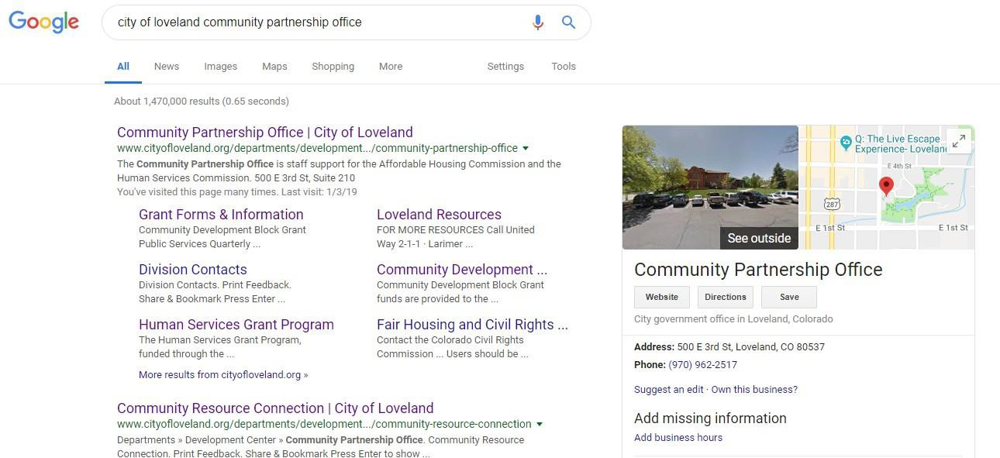 Google
city of loveland community partnership office
All News Images Maps Shopping More Settings Tools
About 1,470,000 results (0.65 seconds)
Community Partnership Office | City of Loveland
www.cityofloveland.org/departments/development.../community-partnership-office
The Community Partnership Office is staff support for the Affordable Housing Commission and the
Human Services Commission. 500 E 3rd St, Suite 210
You've visited this page many times. Last visit: 1/3/19
Grant Forms & Information
Community Development Block Grant
Public Services Quarterly ...
Loveland Resources
FOR MORE RESOURCES Call United
Way 2-1-1 · Larimer ...
Division Contacts
Division Contacts. Print Feedback.
Share & Bookmark Press Enter ...
Community Development ...
Community Development Block Grant
funds are provided to the ...
Human Services Grant Program
The Human Services Grant Program,
funded through the ...
Fair Housing and Civil Rights ...
Contact the Colorado Civil Rights
Commission ... Users should be ...
More results from cityofloveland.org »
Community Resource Connection | City of Loveland
www.cityofloveland.org/departments/development.../community-resource-connection
Departments » Development Center » Community Partnership Office. Community Resource
Connection. Print Feedback. Share & Bookmark Press Enter to show ...
See outside
Q: The Live Escape
Experience- Loveland
E 4th St
287
E 1st St
E 1st St
Community Partnership Office
Website Directions Save
City government office in Loveland, Colorado
Address: 500 E 3rd St, Loveland, CO 80537
Phone: (970) 962-2517
Suggest an edit · Own this business?
Add missing information
Add business hours